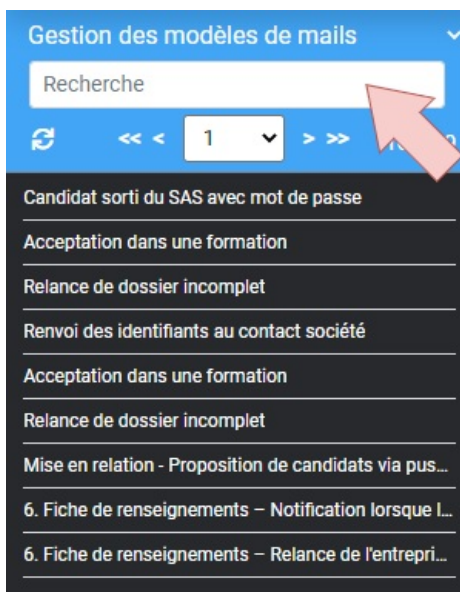 Gestion des modèles de mails
Recherche
<< < 1 > >>
Candidat sorti du SAS avec mot de passe
Acceptation dans une formation
Relance de dossier incomplet
Renvoi des identifiants au contact société
Acceptation dans une formation
Relance de dossier incomplet
Mise en relation - Proposition de candidats via pus...
6. Fiche de renseignements – Notification lorsque l...
6. Fiche de renseignements – Relance de l'entrepri...